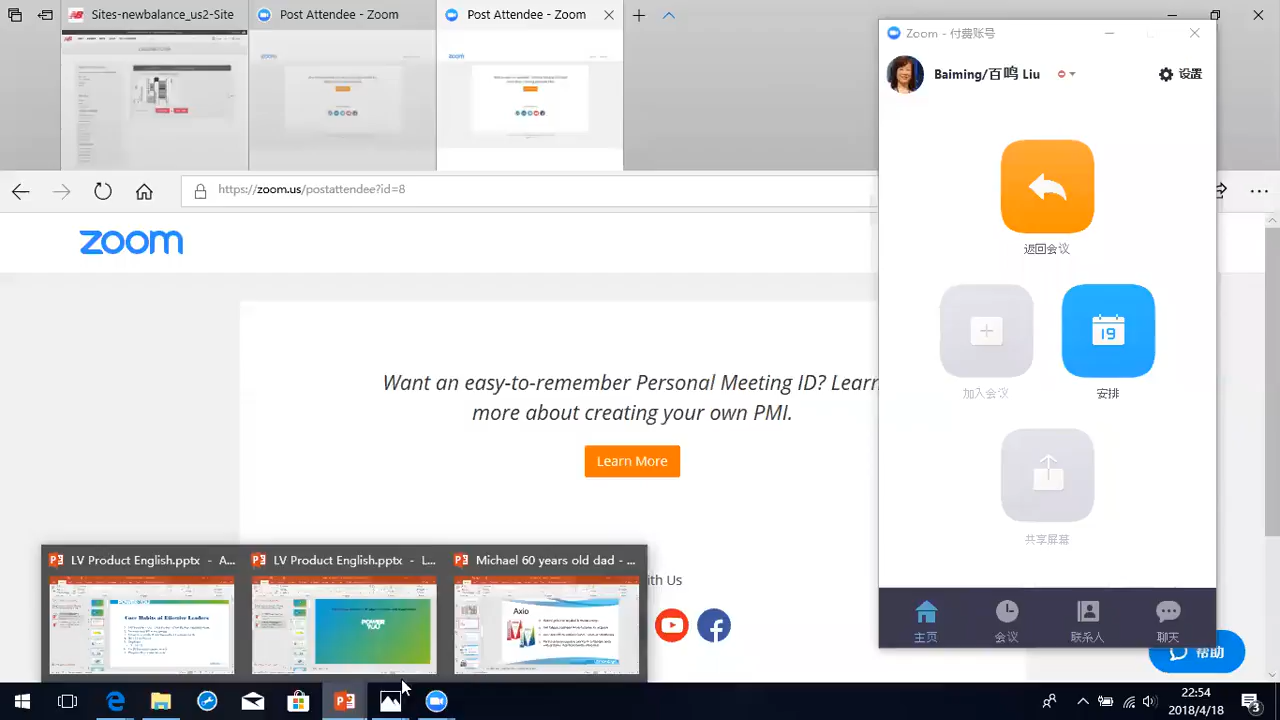 Sites-newbalance_us2-Site
Post Attendee - Zoom
Post Attendee - Zoom
Zoom - 付费账号
Baiming/百鸣 Liu
设置
https://zoom.us/postattendee?id=8
zoom
返回会议
Want an easy-to-remember Personal Meeting ID? Learn
more about creating your own PMI.
19
加入会议
安排
Learn More
共享屏幕
LV Product English.pptx - A...
LV Product English.pptx - L...
Michael 60 years old dad - ...
Core Habits of Effective Leaders
Axio
ith Us
主页
会议
联系人
聊天
帮助
22:54
2018/4/18
3